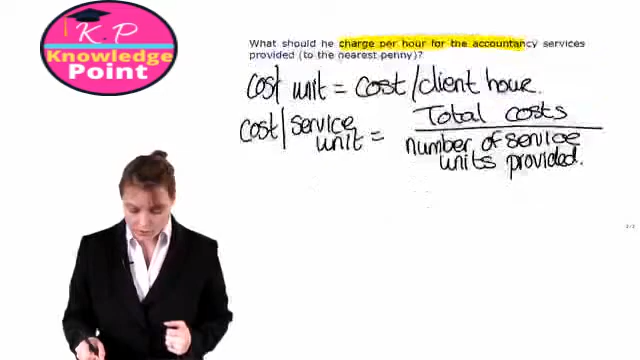 K.P
Knowledge
Point
What should he charge per hour for the accountancy services
provided (to the nearest penny)?
cost unit = cost/client hour.
cost/service unit = Total costs
number of service
units provided.